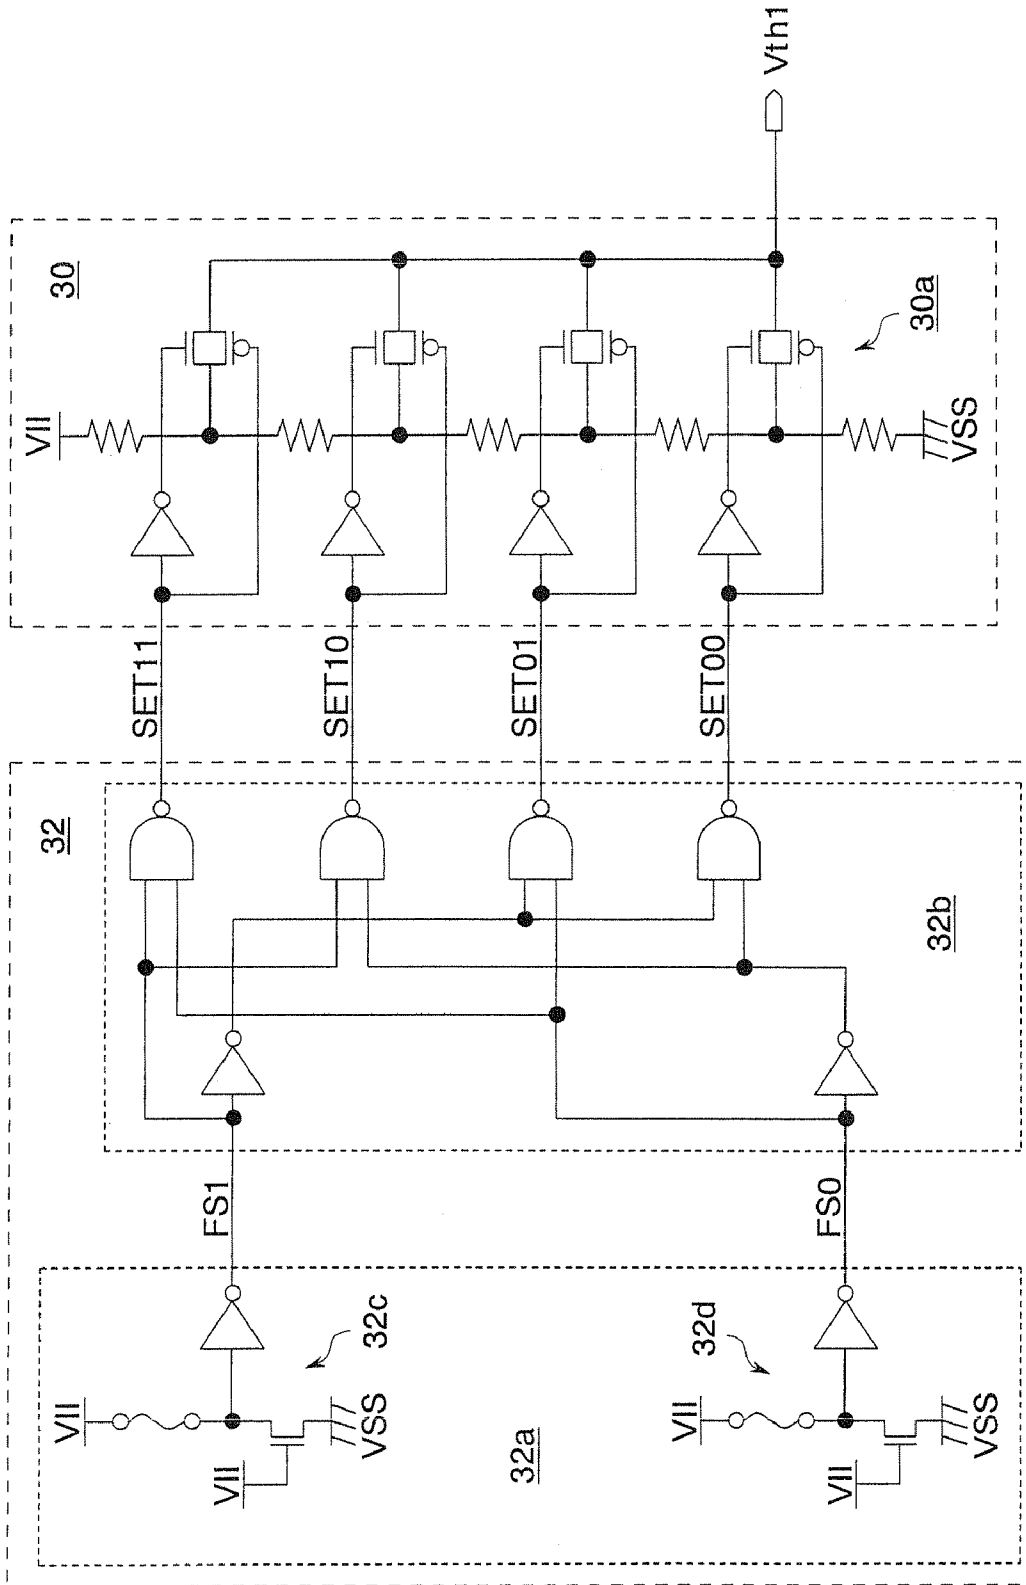 32
32a
VII
VII
VSS
32c
FS1
VII
VII
VSS
32d
FS0
32b
SET11
SET10
SET01
SET00
30
VII
VSS
30a
Vth1